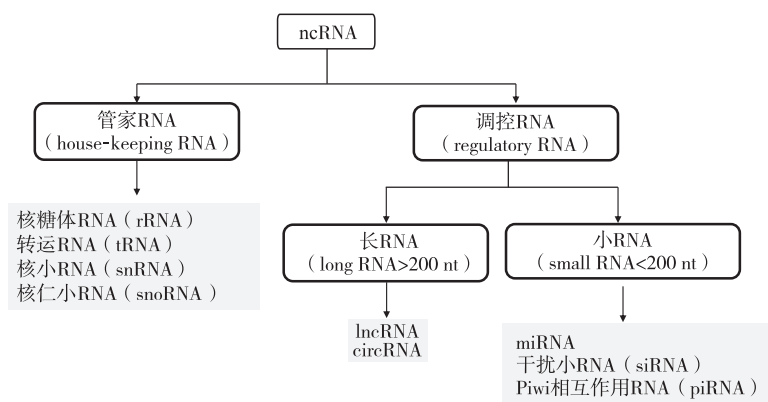 ncRNA
管家RNA
（house-keeping RNA）
调控RNA
（regulatory RNA）
核糖体RNA（rRNA）
转运RNA（tRNA）
核小RNA（snRNA）
核仁小RNA（snoRNA）
长RNA
（long RNA>200 nt）
小RNA
（small RNA<200 nt）
lncRNA
circRNA
miRNA
干扰小RNA（siRNA）
Piwi相互作用RNA（piRNA）